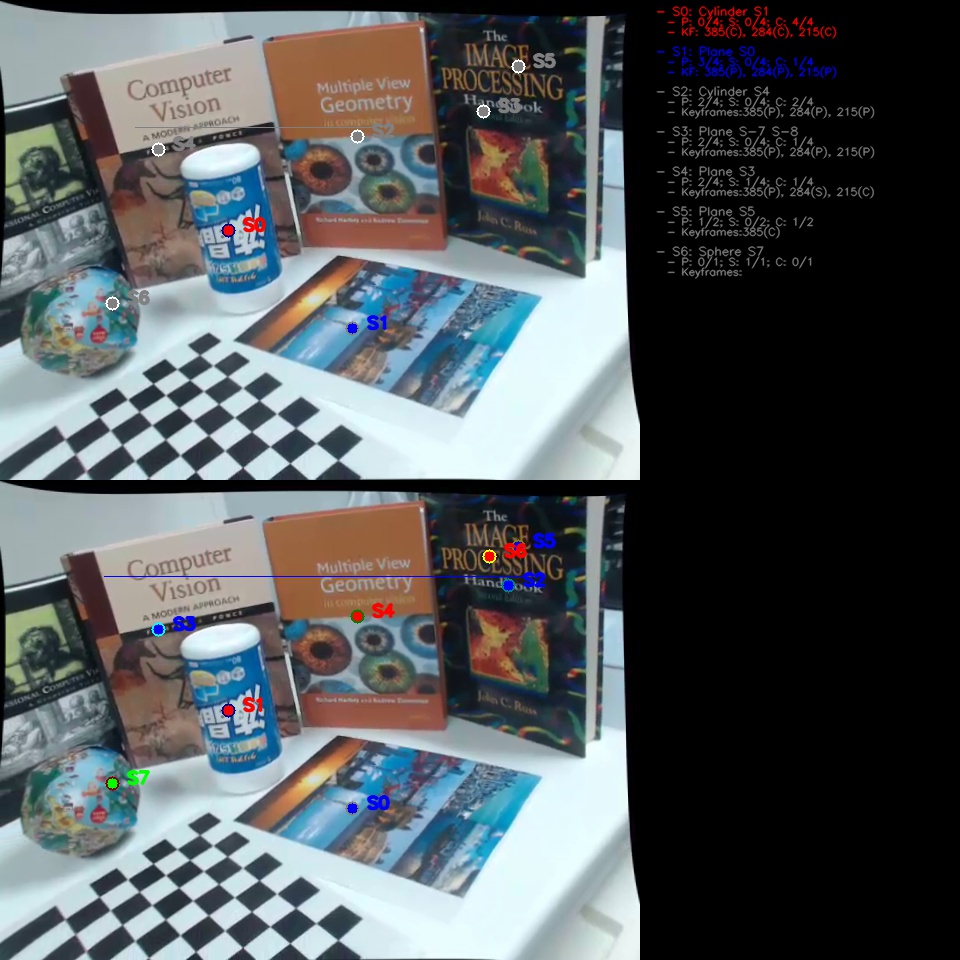 - S0: Cylinder S1
- P: 0/4; S: 0/4; C: 4/4
- KF: 385(C), 284(C), 215(C)
- S1: Plane S0
- P: 3/4; S: 0/4; C: 1/4
- KF: 385(P), 284(P), 215(P)
- S2: Cylinder S4
- P: 2/4; S: 0/4; C: 2/4
- Keyframes:385(P), 284(P), 215(P)
- S3: Plane S-7 S-8
- P: 2/4; S: 0/4; C: 1/4
- Keyframes:385(P), 284(P), 215(P)
- S4: Plane S3
- P: 2/4; S: 1/4; C: 1/4
- Keyframes:385(P), 284(S), 215(C)
- S5: Plane S5
- P: 1/2; S: 0/2; C: 1/2
- Keyframes:385(C)
- S6: Sphere S7
- P: 0/1; S: 1/1; C: 0/1
- Keyframes:
The
IMAGE
PROCESSING
Handbook
John C. Russ
Multiple View
Geometry
in computer vision
Richard Hartley and Andrew Zisserman
Computer
Vision
A MODERN APPROACH
PONCE
S5
S3
S2
S4
S0
S6
S1
The
IMAGE
PROCESSING
Handbook
John C. Russ
Multiple View
Geometry
in computer vision
Richard Hartley and Andrew Zisserman
Computer
Vision
A MODERN APPROACH
PONCE
S5
S6
S2
S4
S3
S1
S7
S0